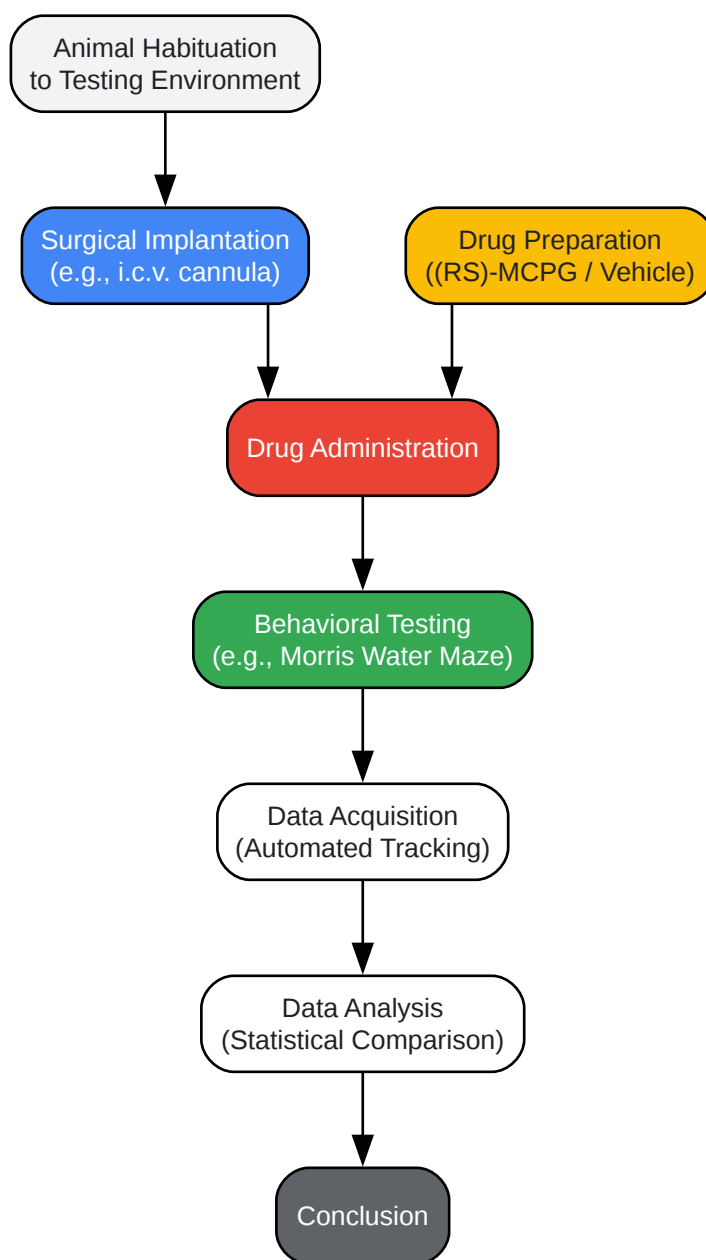 Animal Habituation
to Testing Environment
Surgical Implantation
(e.g., i.c.v. cannula)
Drug Preparation
((RS)-MCPG / Vehicle)
Drug Administration
Behavioral Testing
(e.g., Morris Water Maze)
Data Acquisition
(Automated Tracking)
Data Analysis
(Statistical Comparison)
Conclusion